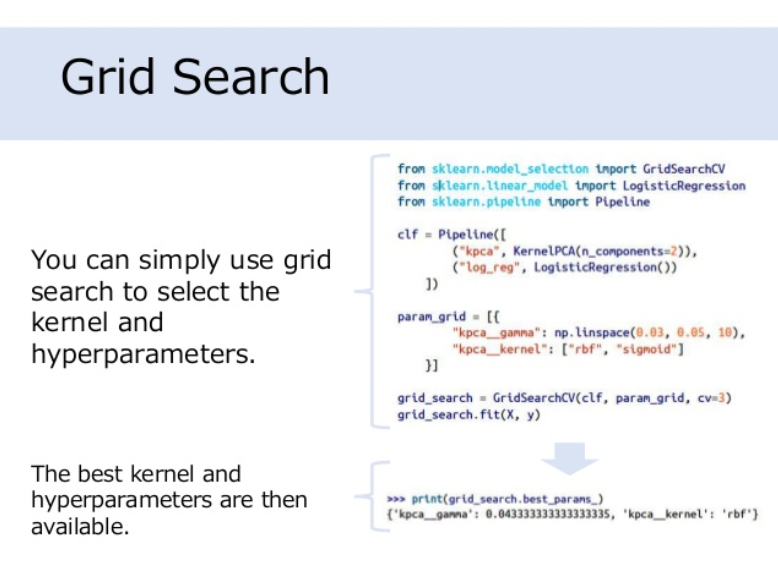 Grid Search
You can simply use grid
search to select the
kernel and
hyperparameters.
from sklearn.model_selection import GridSearchCV
from sklearn.linear_model import LogisticRegression
from sklearn.pipeline import Pipeline
clf = Pipeline([
("kpca", KernelPCA(n_components=2)),
("log_reg", LogisticRegression())
])
param_grid = [{
"kpca__gamma": np.linspace(0.03, 0.05, 10),
"kpca__kernel": ["rbf", "sigmoid"]
}]
grid_search = GridSearchCV(clf, param_grid, cv=3)
grid_search.fit(X, y)
The best kernel and
hyperparameters are then
available.
>>> print(grid_search.best_params_)
{'kpca__gamma': 0.043333333333333335, 'kpca__kernel': 'rbf'}